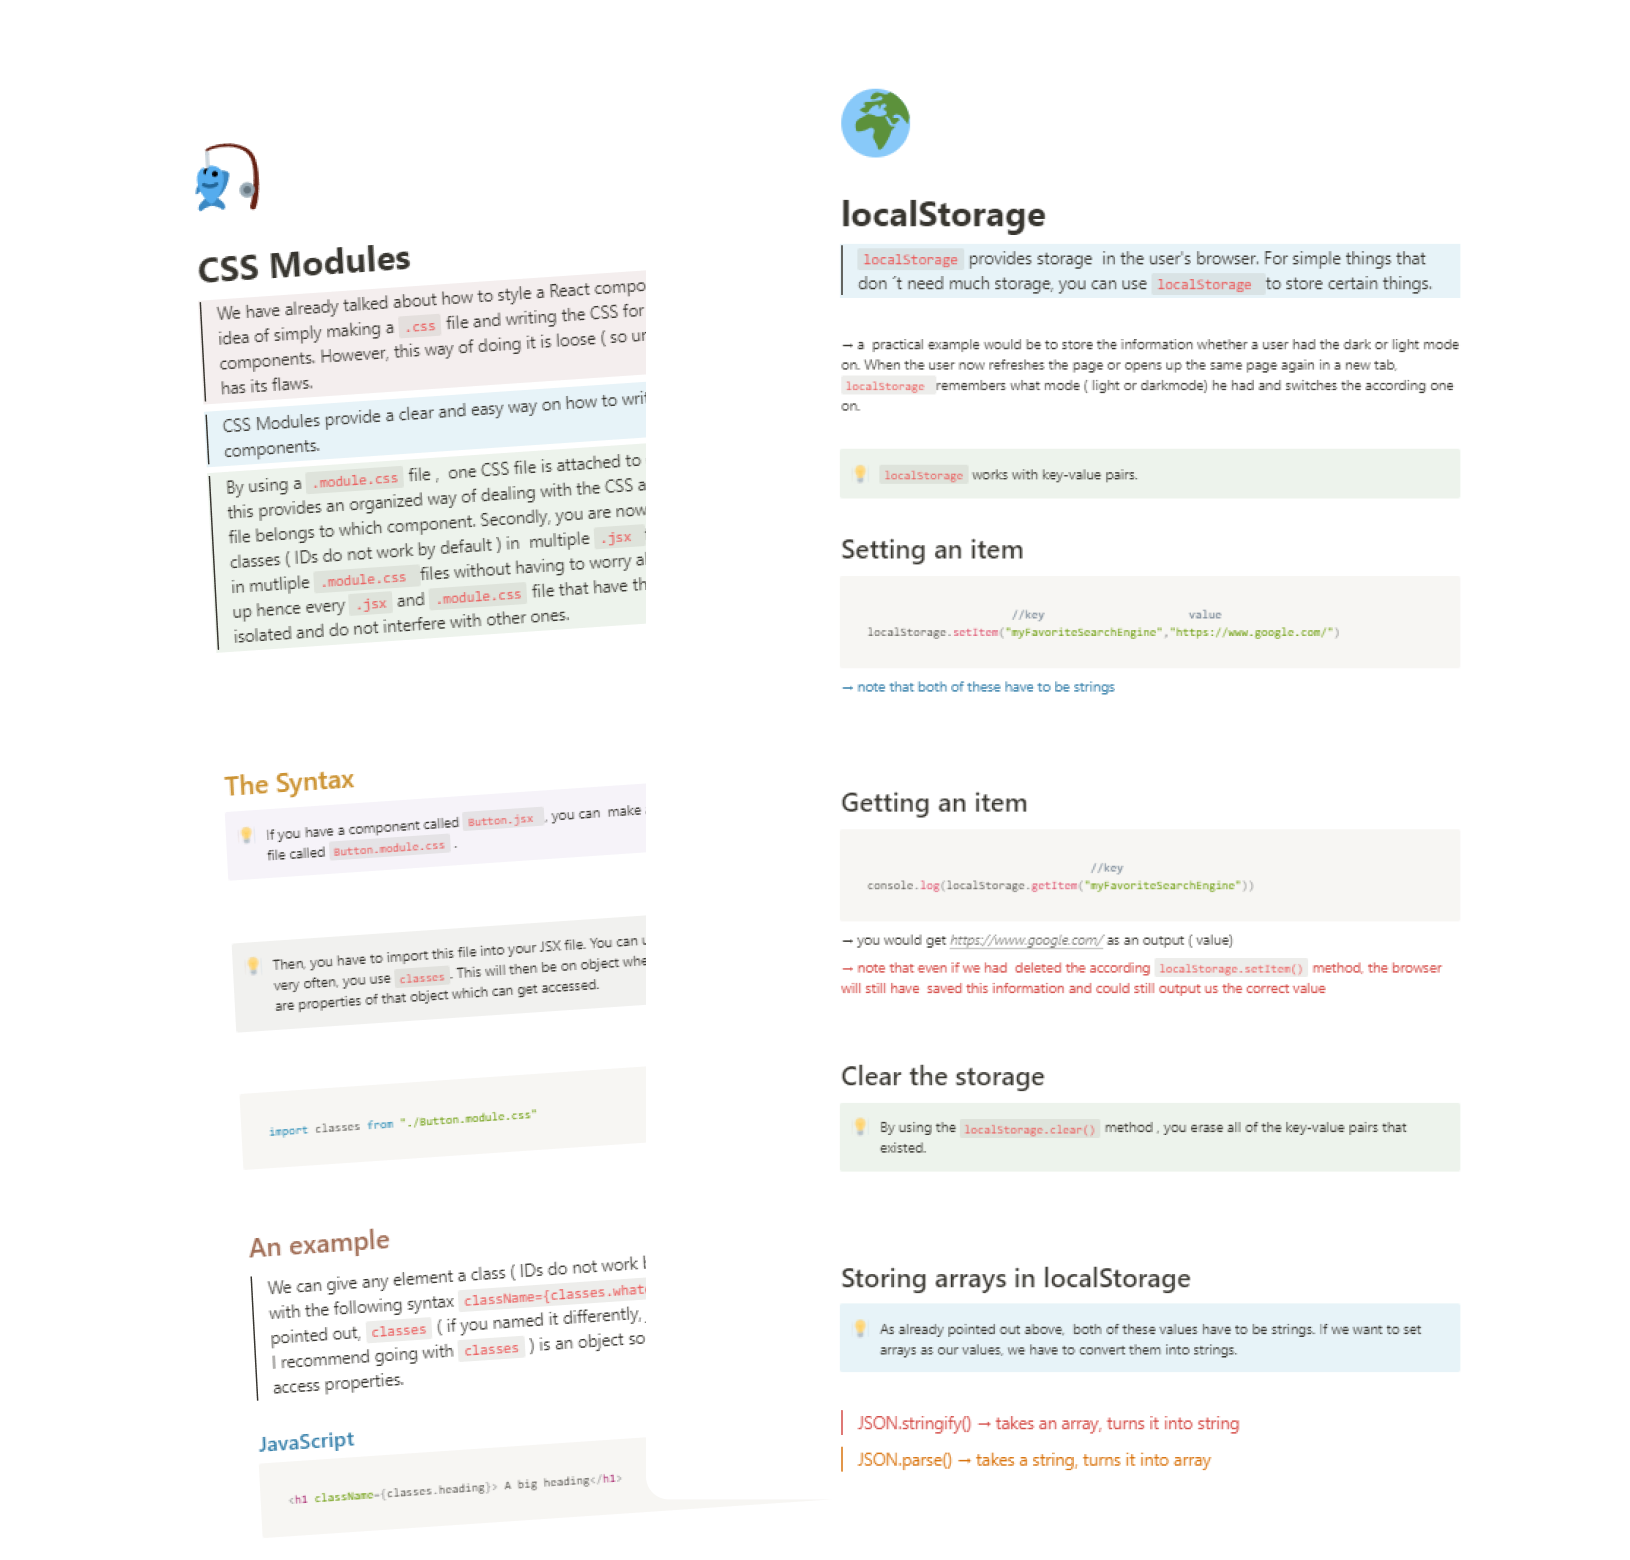 CSS Modules
We have already talked about how to style a React
idea of simply making a .css file and writing the CSS for
components. However, this way of doing it is loose ( so
has its flaws.
CSS Modules provide a clear and easy way on how to
components.
By using a .module.css file , one CSS file is attached to
this provides an organized way of dealing with the CSS
file belongs to which component. Secondly, you are now
classes ( IDs do not work by default ) in multiple .jsx
in mutliple .module.css files without having to worry
up hence every .jsx and .module.css file that have
isolated and do not interfere with other ones.
The Syntax
If you have a component called Button.jsx , you can make
file called Button.module.css .
Then, you have to import this file into your JSX file. You can
very often, you use classes . This will then be on object
are properties of that object which can get accessed.
import classes from "./Button.module.css"
An example
We can give any element a class ( IDs do not work
with the following syntax className={classes.
pointed out, classes ( if you named it differently,
I recommend going with classes ) is an object so
access properties.
JavaScript
<h1 className={classes.heading}> A big heading</h1>
localStorage
localStorage provides storage in the user's browser. For simple things that
don ´t need much storage, you can use localStorage to store certain things.
→ a practical example would be to store the information whether a user had the dark or light mode
on. When the user now refreshes the page or opens up the same page again in a new tab,
localStorage remembers what mode ( light or darkmode) he had and switches the according one
on.
localStorage works with key-value pairs.
Setting an item
//key value
localStorage.setItem("myFavoriteSearchEngine","https://www.google.com/")
→ note that both of these have to be strings
Getting an item
//key
console.log(localStorage.getItem("myFavoriteSearchEngine"))
→ you would get https://www.google.com/ as an output ( value)
→ note that even if we had deleted the according localStorage.setItem() method, the browser
will still have saved this information and could still output us the correct value
Clear the storage
By using the localStorage.clear() method , you erase all of the key-value pairs that
existed.
Storing arrays in localStorage
As already pointed out above, both of these values have to be strings. If we want to set
arrays as our values, we have to convert them into strings.
JSON.stringify() → takes an array, turns it into string
JSON.parse() → takes a string, turns it into array